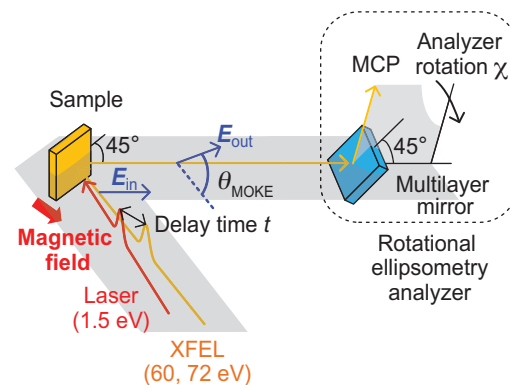 Analyzer
rotation χ
MCP
Sample
45°
E_out
45°
θ_MOKE
E_in
Multilayer
mirror
Delay time t
Magnetic
field
Rotational
ellipsometry
analyzer
Laser
(1.5 eV)
XFEL
(60, 72 eV)